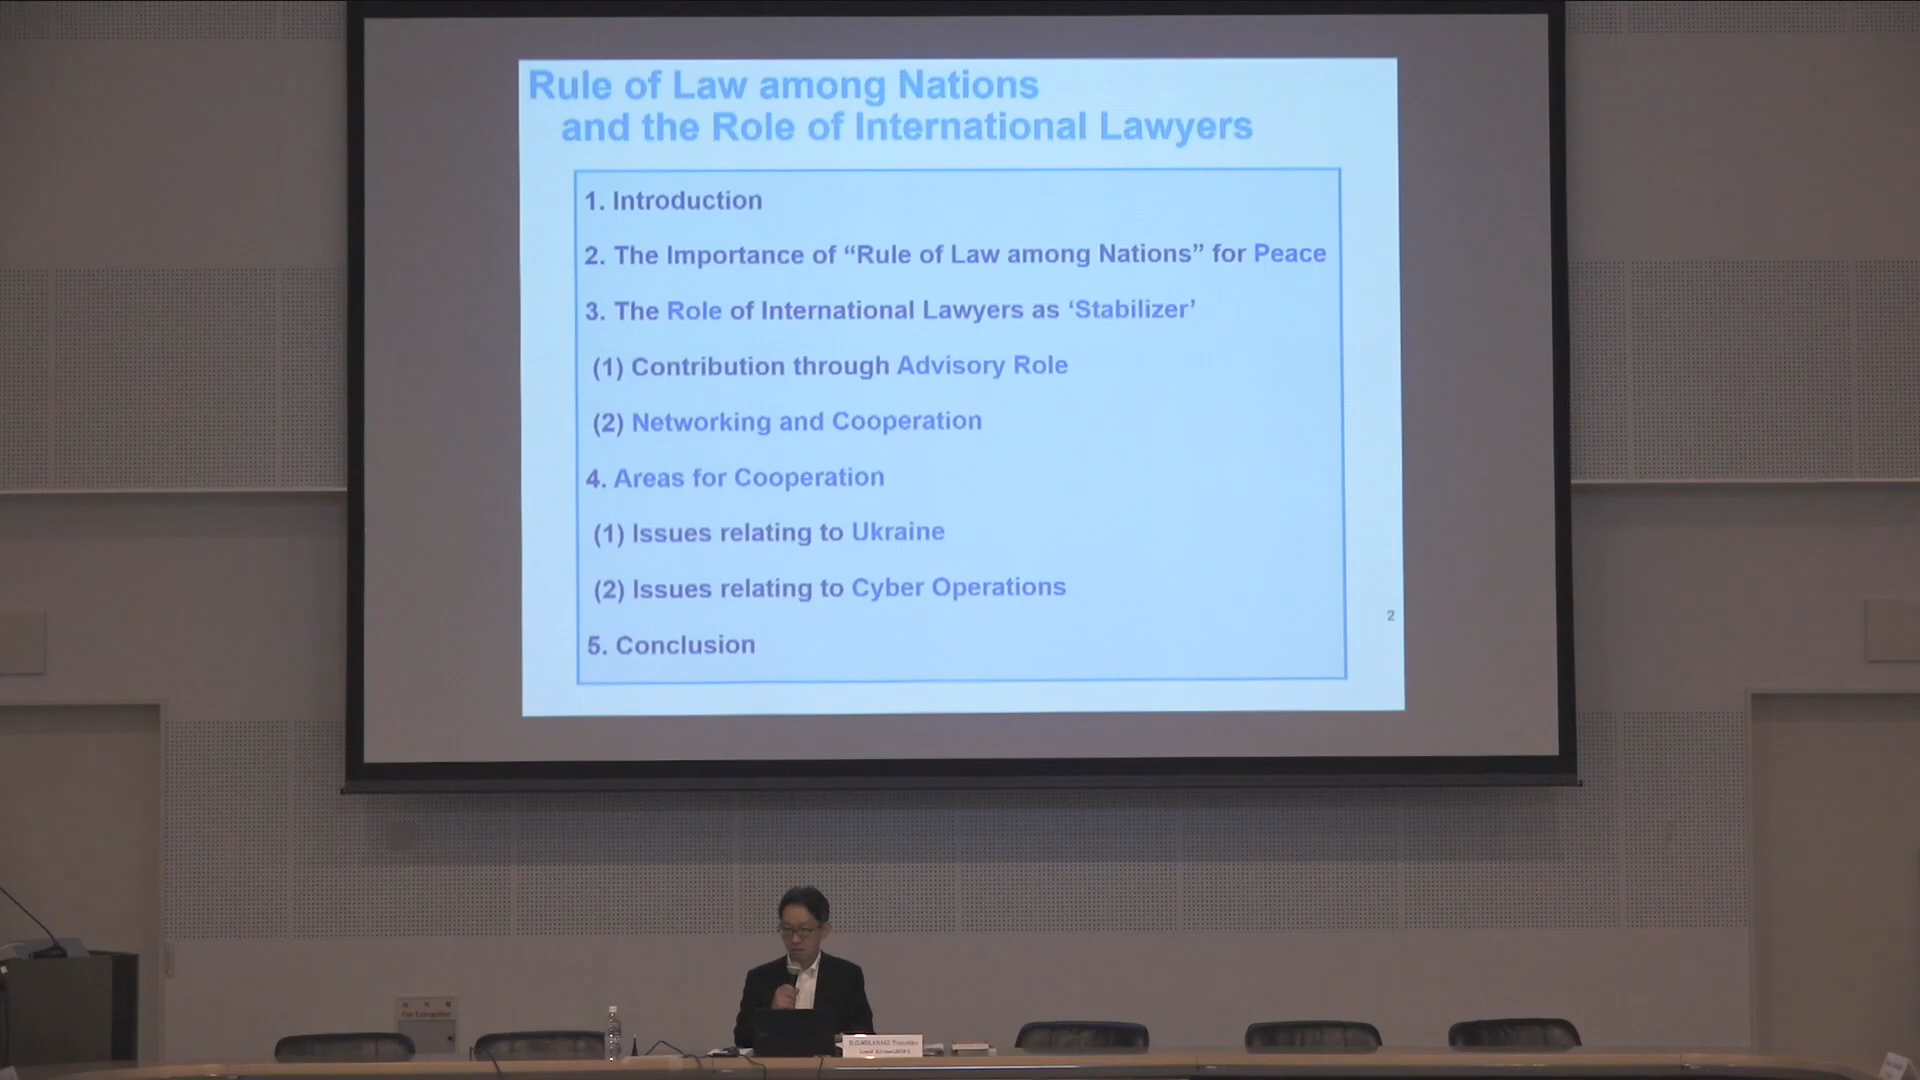 Rule of Law among Nations
and the Role of International Lawyers
1. Introduction
2. The Importance of “Rule of Law among Nations” for Peace
3. The Role of International Lawyers as ‘Stabilizer’
(1) Contribution through Advisory Role
(2) Networking and Cooperation
4. Areas for Cooperation
(1) Issues relating to Ukraine
(2) Issues relating to Cyber Operations
5. Conclusion
2
Fire Extinguisher